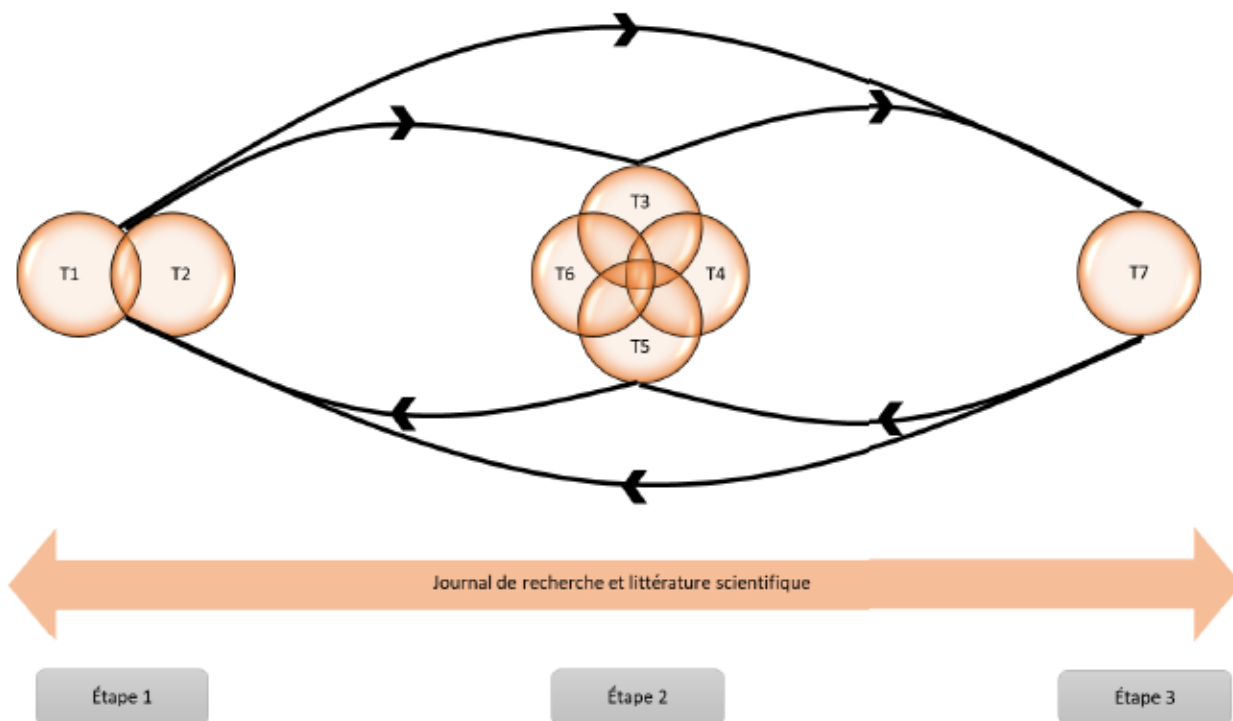 T3
T1
T2
T6
T4
T7
T5
Journal de recherche et littérature scientifique
Étape 1
Étape 2
Étape 3